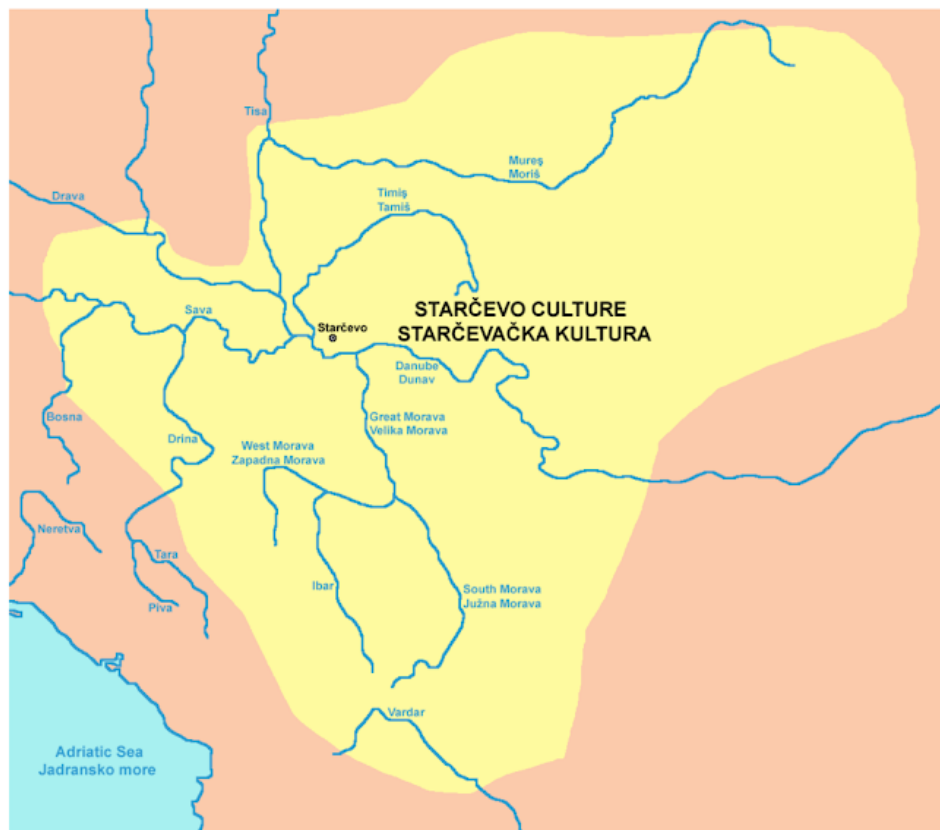 Tisa
Mureş
Moriš
Timiş
Tamiš
Drava
STARČEVO CULTURE
STARČEVAČKA KULTURA
Sava
Starčevo
Danube
Dunav
Bosna
Great Morava
Velika Morava
Drina
West Morava
Zapadna Morava
Neretva
Tara
Ibar
South Morava
Južna Morava
Piva
Vardar
Adriatic Sea
Jadransko more